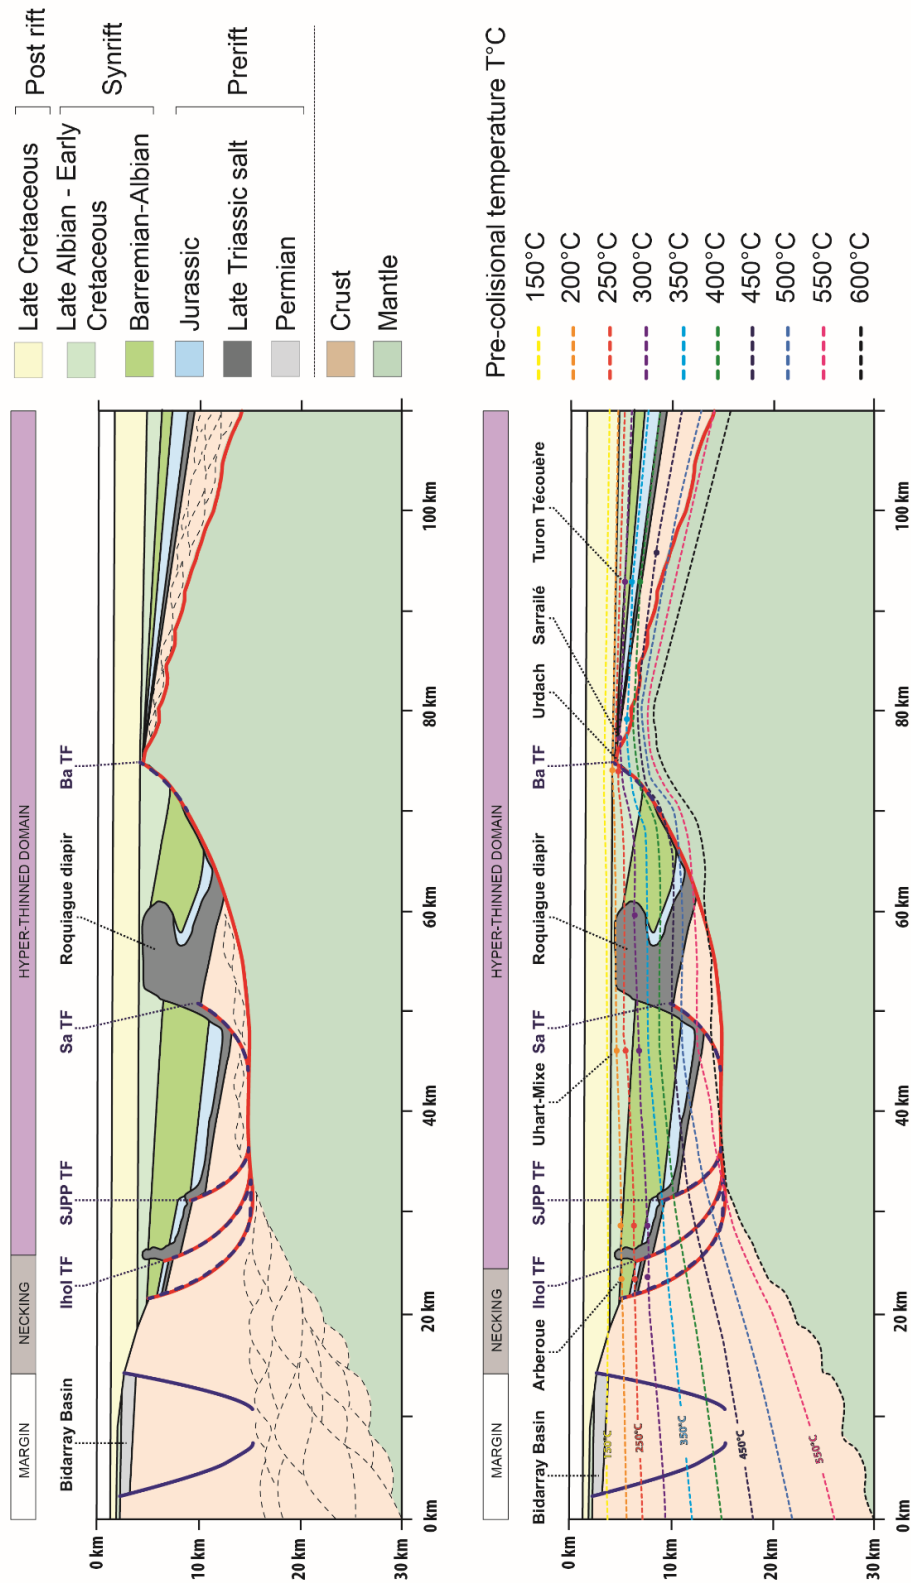 MARGIN
NECKING
HYPER-THINNED DOMAIN
Bidarray Basin
Ihol TF
SJPP TF
Sa TF
Roquiague diapir
Ba TF
0 km
10 km
20 km
30 km
0 km
20 km
40 km
60 km
80 km
100 km
Late Cretaceous
Post rift
Late Albian - Early
Cretaceous
Synrift
Barremian-Albian
Jurassic
Late Triassic salt
Prerift
Permian
Crust
Mantle
MARGIN
NECKING
HYPER-THINNED DOMAIN
Bidarray Basin
Arberoue
Ihol TF
SJPP TF
Uhart-Mixe
Sa TF
Roquiague diapir
Ba TF
Urdach
Sarrailé
Turon Técouère
0 km
10 km
20 km
30 km
150°C
250°C
350°C
450°C
550°C
0 km
20 km
40 km
60 km
80 km
100 km
Pre-colisional temperature T°C
150°C
200°C
250°C
300°C
350°C
400°C
450°C
500°C
550°C
600°C